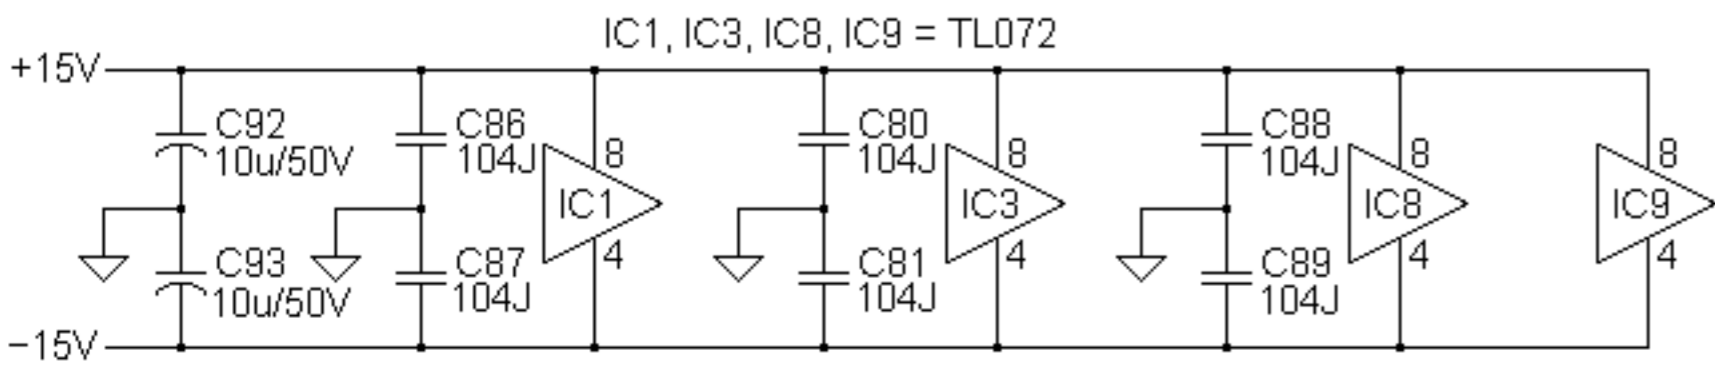 IC1, IC3, IC8, IC9 = TL072
+15V
C92
10u/50V
C86
104J
8
IC1
4
C80
104J
8
IC3
4
C88
104J
8
IC8
4
8
IC9
4
C93
10u/50V
C87
104J
C81
104J
C89
104J
−15V